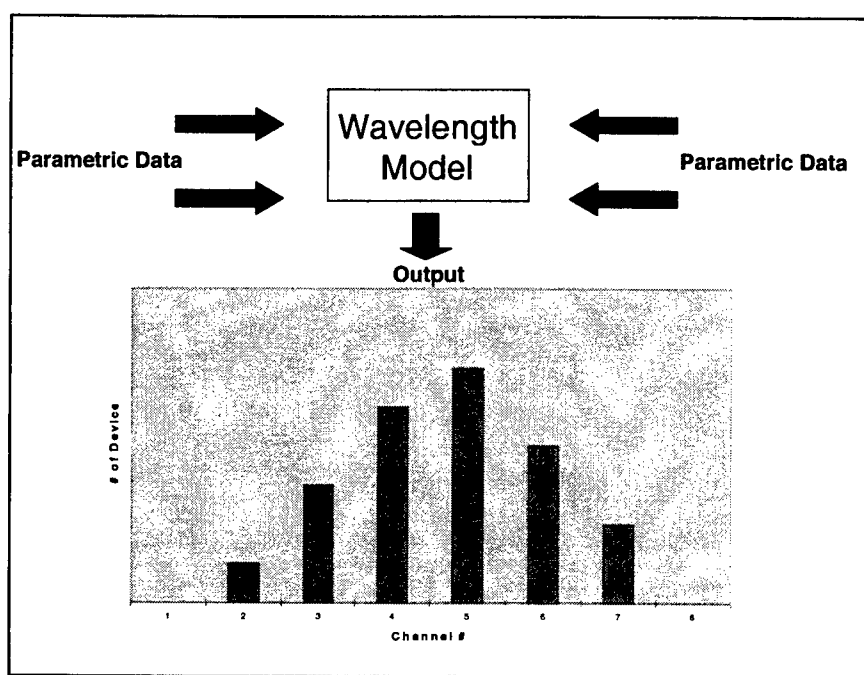 Wavelength
Model
Parametric Data
Parametric Data
Output
# of Device
1 2 3 4 5 6 7 8
Channel #